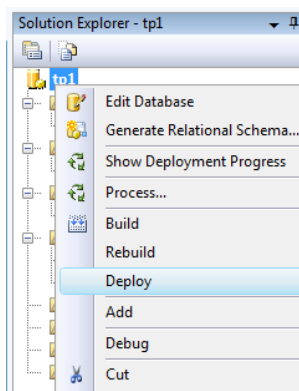 Solution Explorer - tp1
tp1
Edit Database
Generate Relational Schema...
Show Deployment Progress
Process...
Build
Rebuild
Deploy
Add
Debug
Cut